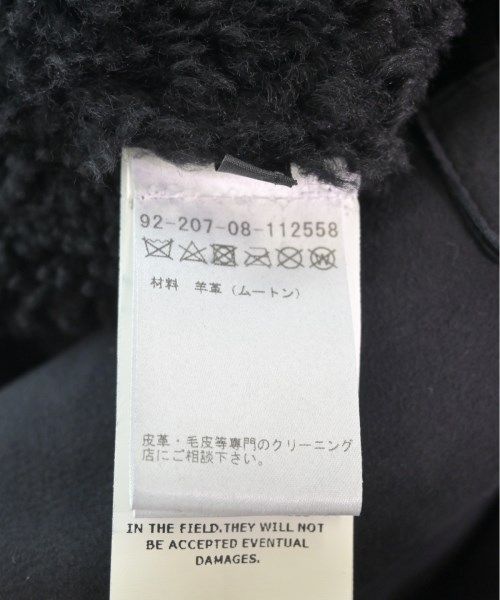 92-207-08-112558
材料 羊革（ムートン）
皮革・毛皮等専門のクリーニング
店にご相談下さい。
IN THE FIELD.THEY WILL NOT
BE ACCEPTED EVENTUAL
DAMAGES.